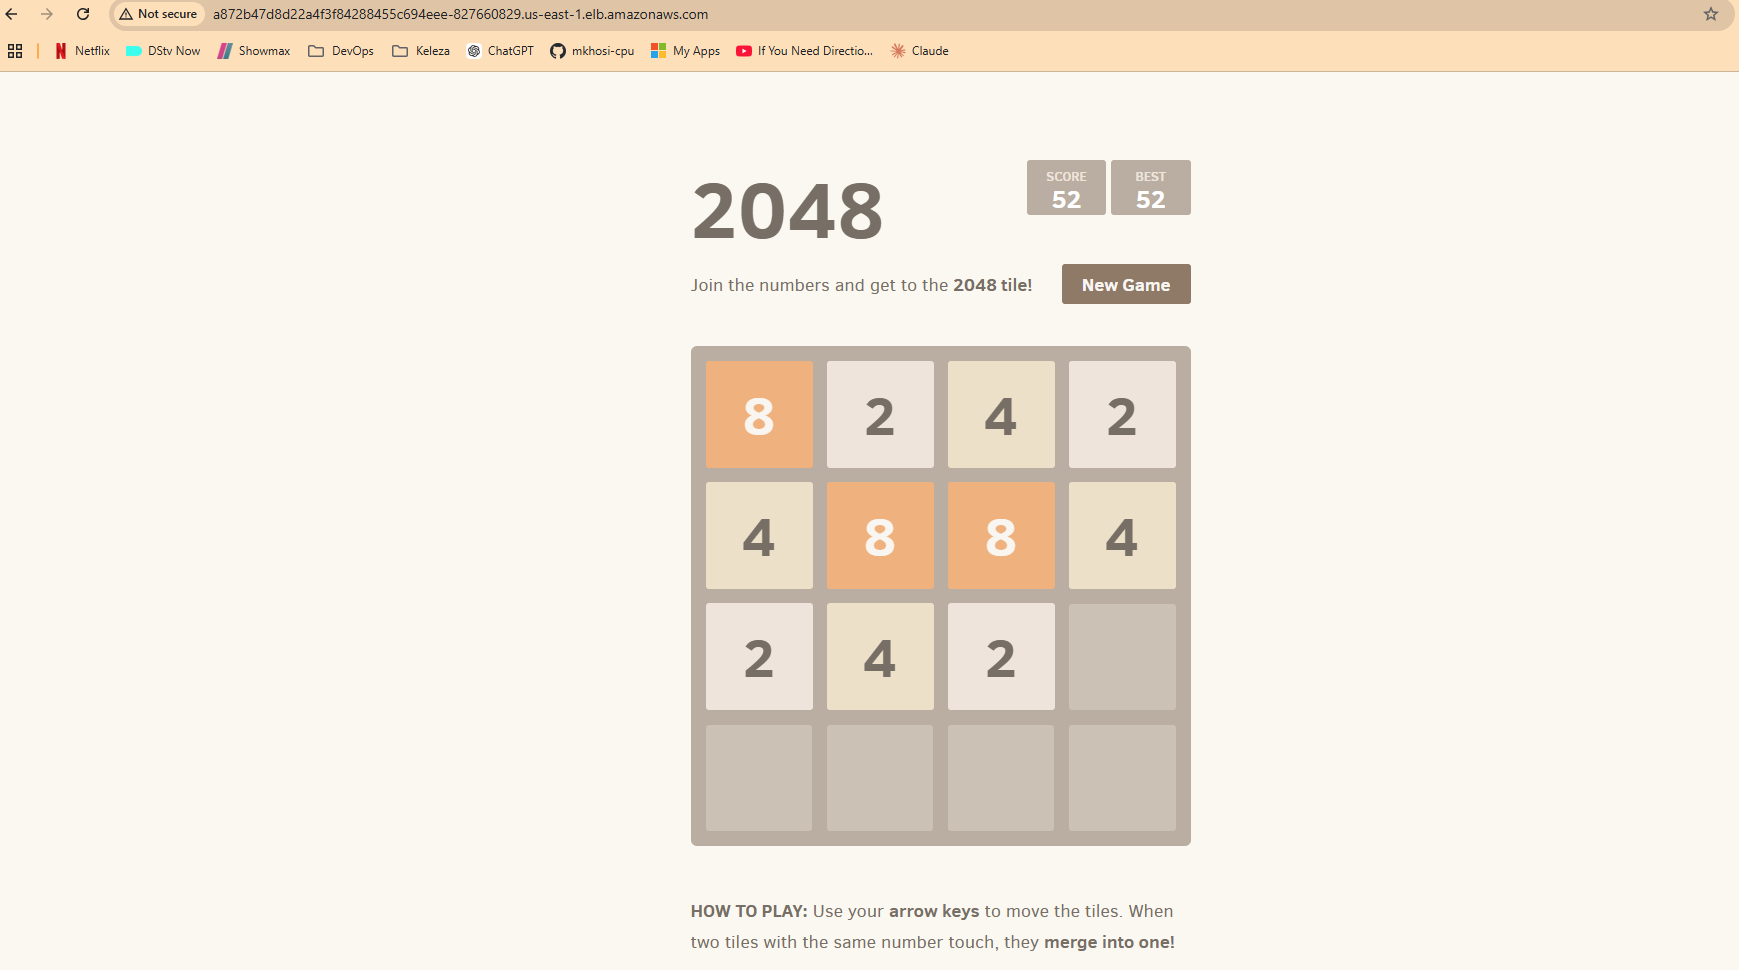 Not secure a872b47d8d22a4f3f84288455c694eee-827660829.us-east-1.elb.amazonaws.com
Netflix DStv Now Showmax DevOps Keleza ChatGPT mkhosi-cpu My Apps If You Need Directio... Claude
2048
SCORE BEST
52 52
Join the numbers and get to the 2048 tile!
New Game
8 2 4 2
4 8 8 4
2 4 2
HOW TO PLAY: Use your arrow keys to move the tiles. When
two tiles with the same number touch, they merge into one!